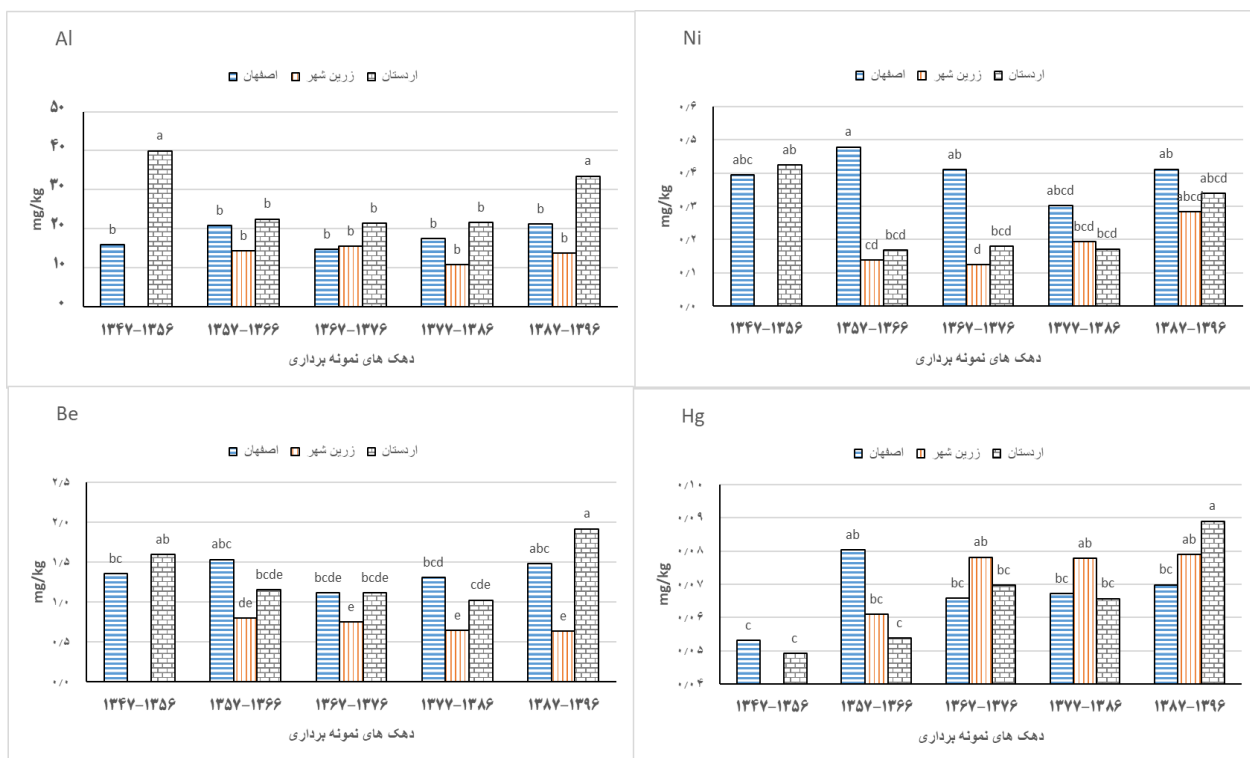 Al
اصفهان زرین شهر اردستان
mg/kg
۵۰
۴۰
۳۰
۲۰
۱۰
۰
b a
b b b
b b b
b b b
b b a
۱۳۴۷-۱۳۵۶ ۱۳۵۷-۱۳۶۶ ۱۳۶۷-۱۳۷۶ ۱۳۷۷-۱۳۸۶ ۱۳۸۷-۱۳۹۶
دهک های نمونه برداری
Ni
اصفهان زرین شهر اردستان
mg/kg
۰٫۶
۰٫۵
۰٫۴
۰٫۳
۰٫۲
۰٫۱
۰٫۰
abc ab
a cd bcd
ab d bcd
abcd bcd bcd
ab abcd abcd
۱۳۴۷-۱۳۵۶ ۱۳۵۷-۱۳۶۶ ۱۳۶۷-۱۳۷۶ ۱۳۷۷-۱۳۸۶ ۱۳۸۷-۱۳۹۶
دهک های نمونه برداری
Be
اصفهان زرین شهر اردستان
mg/kg
۲٫۵
۲٫۰
۱٫۵
۱٫۰
۰٫۵
۰٫۰
bc ab
abc de bcde
bcde e bcde
bcd e cde
abc e a
۱۳۴۷-۱۳۵۶ ۱۳۵۷-۱۳۶۶ ۱۳۶۷-۱۳۷۶ ۱۳۷۷-۱۳۸۶ ۱۳۸۷-۱۳۹۶
دهک های نمونه برداری
Hg
اصفهان زرین شهر اردستان
mg/kg
۰٫۱۰
۰٫۰۹
۰٫۰۸
۰٫۰۷
۰٫۰۶
۰٫۰۵
۰٫۰۴
c c
ab bc c
bc ab bc
bc ab bc
bc ab a
۱۳۴۷-۱۳۵۶ ۱۳۵۷-۱۳۶۶ ۱۳۶۷-۱۳۷۶ ۱۳۷۷-۱۳۸۶ ۱۳۸۷-۱۳۹۶
دهک های نمونه برداری